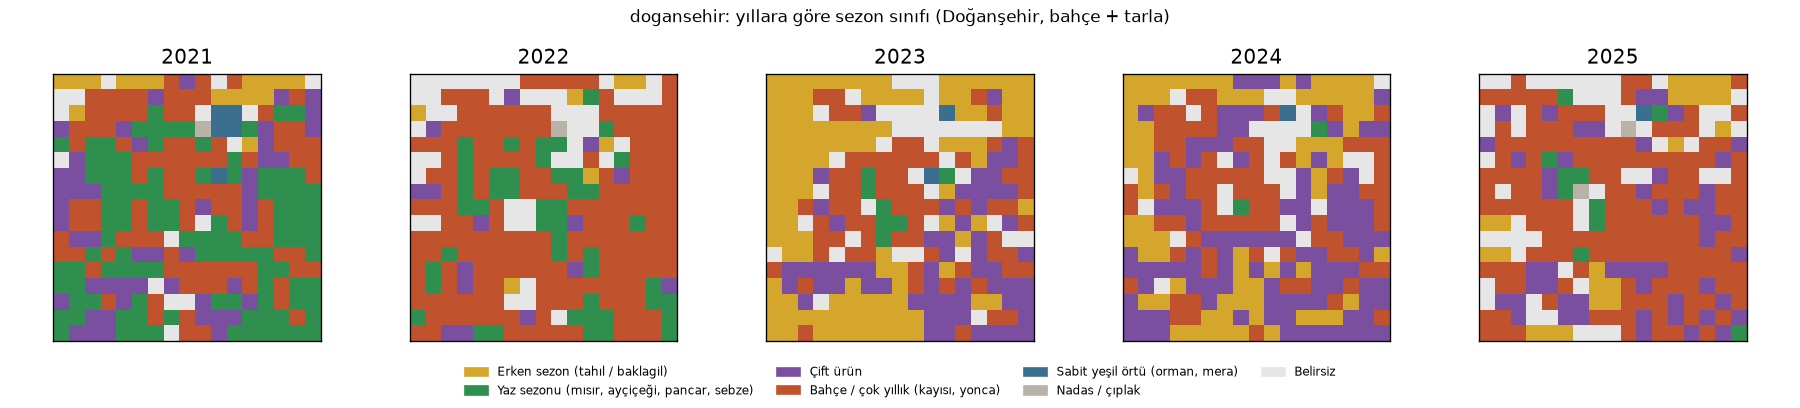 dogansehir: yıllara göre sezon sınıfı (Doğanşehir, bahçe + tarla)
2021
2022
2023
2024
2025
Erken sezon (tahıl / baklagil)
Yaz sezonu (mısır, ayçiçeği, pancar, sebze)
Çift ürün
Bahçe / çok yıllık (kayısı, yonca)
Sabit yeşil örtü (orman, mera)
Nadas / çıplak
Belirsiz